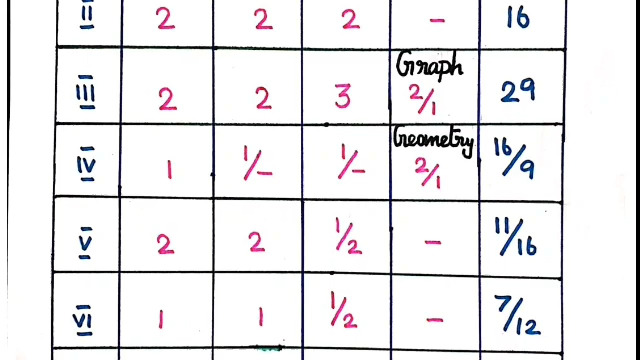 II 2 2 2 - 16
III 2 2 3 Graph 2/1 29
IV 1 1/- 1/- Geometry 2/1 16/9
V 2 2 1/2 - 11/16
VI 1 1 1/2 - 7/12